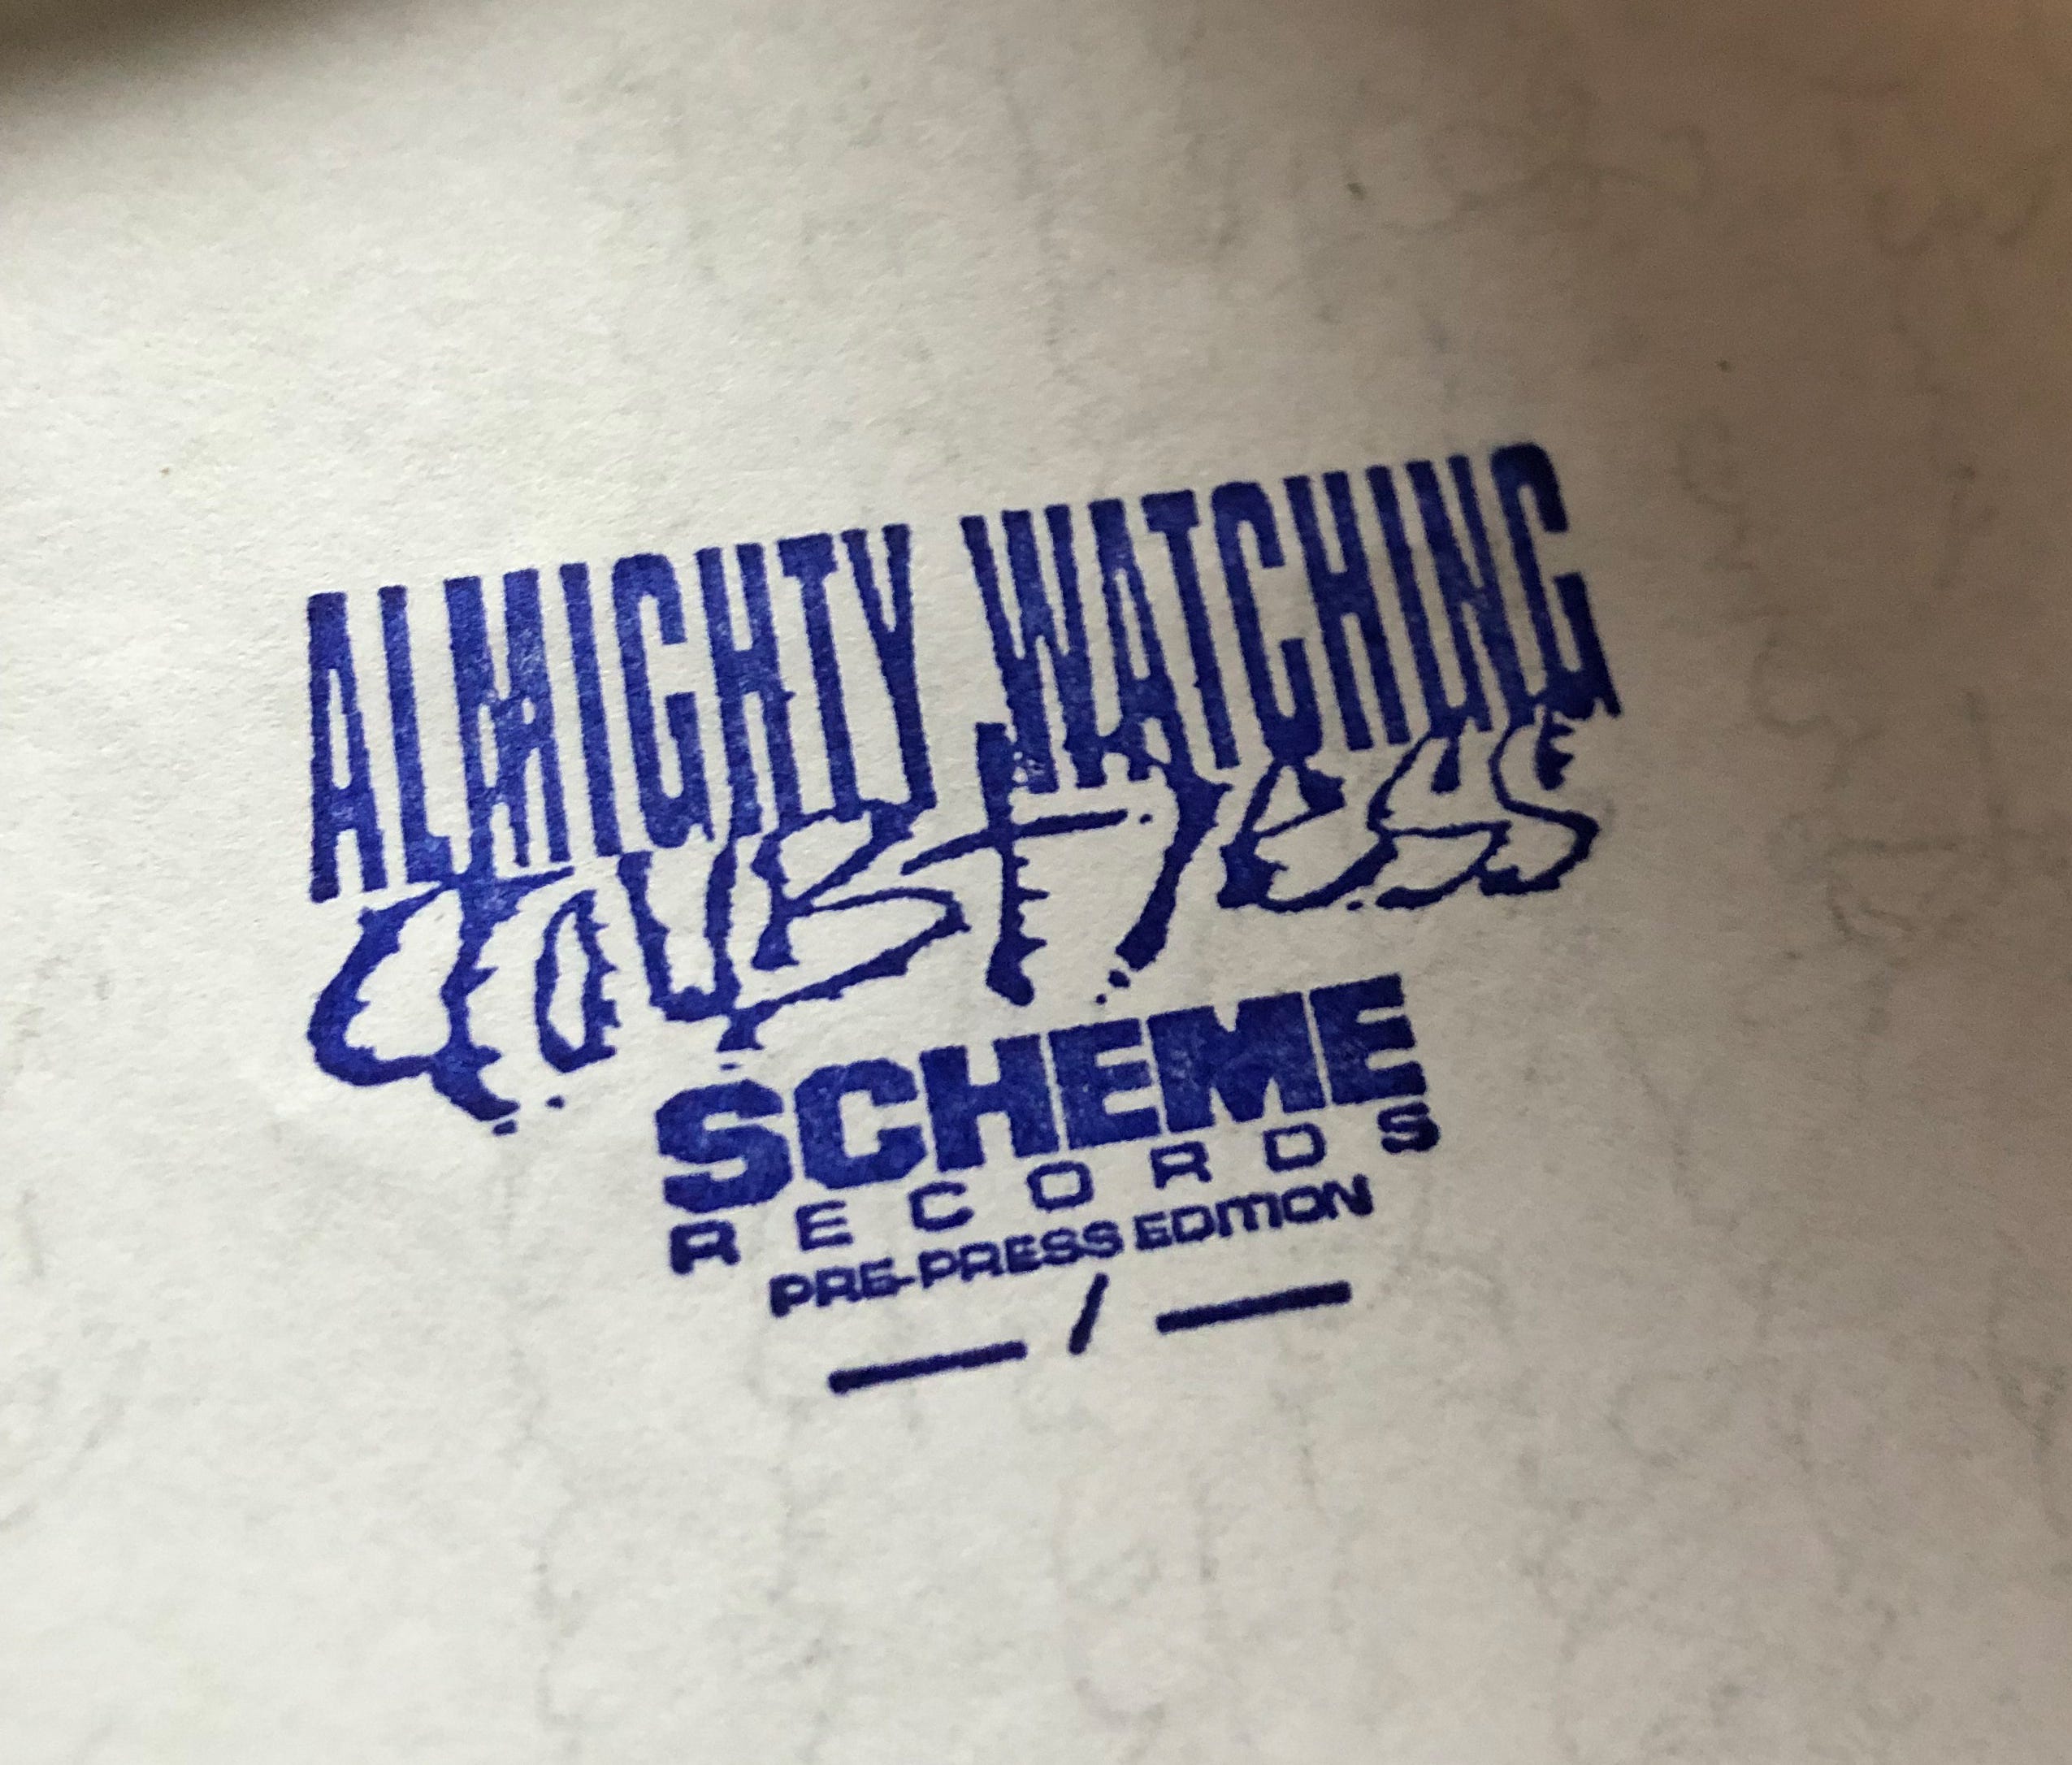 ALMIGHTY WATCHING
SCHEME
RECORDS
PRE-PRESS EDITION
/